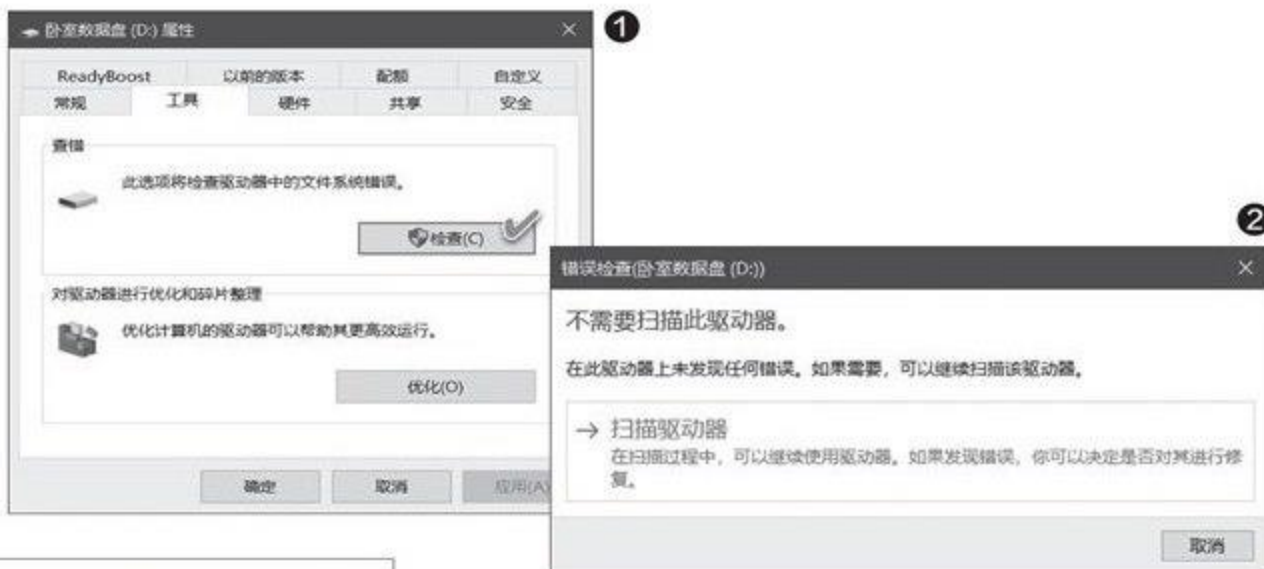 卧室数据盘 (D:) 属性
❶
ReadyBoost 以前的版本 配额 自定义
常规 工具 硬件 共享 安全
查错
此选项将检查驱动器中的文件系统错误。
检查(C)
对驱动器进行优化和碎片整理
优化计算机的驱动器可以帮助其更高效运行。
优化(O)
确定 取消 应用(A)
❷
错误检查(卧室数据盘 (D:))
不需要扫描此驱动器。
在此驱动器上未发现任何错误。如果需要，可以继续扫描该驱动器。
→ 扫描驱动器
在扫描过程中，可以继续使用驱动器。如果发现错误，你可以决定是否对其进行修
复。
取消